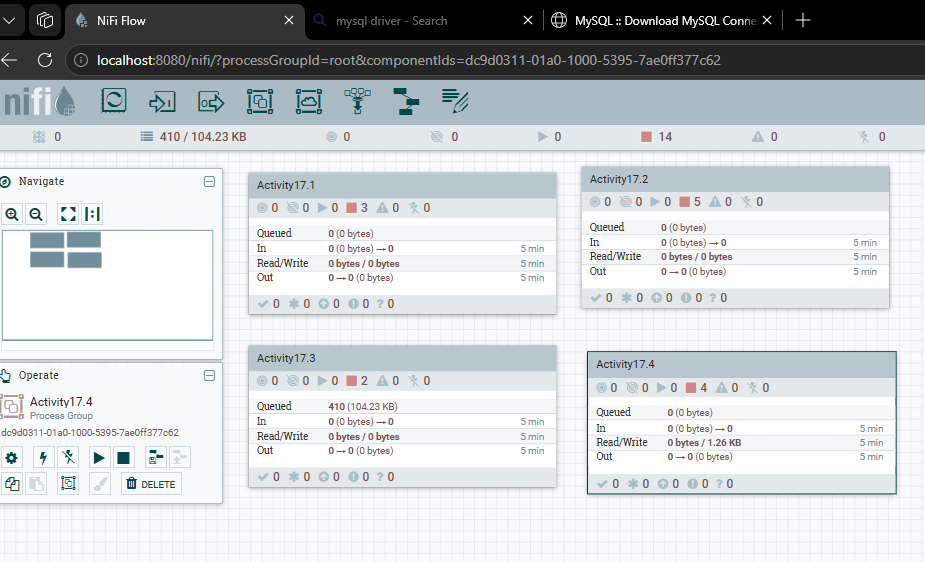 NiFi Flow
mysql driver - Search
MySQL :: Download MySQL Conne
localhost:8080/nifi/?processGroupId=root&componentIds=dc9d0311-01a0-1000-5395-7ae0ff377c62
nifi
0 410 / 104.23 KB 0 0 0 14 0 0
Navigate
Operate
Activity17.4
Process Group
dc9d0311-01a0-1000-5395-7ae0ff377c62
DELETE
Activity17.1
0 0 0 3 0 0
Queued 0 (0 bytes)
In 0 (0 bytes) → 0 5 min
Read/Write 0 bytes / 0 bytes 5 min
Out 0 → 0 (0 bytes) 5 min
0 0 0 0 ? 0
Activity17.2
0 0 0 5 0 0
Queued 0 (0 bytes)
In 0 (0 bytes) → 0 5 min
Read/Write 0 bytes / 0 bytes 5 min
Out 0 → 0 (0 bytes) 5 min
0 0 0 0 ? 0
Activity17.3
0 0 0 2 0 0
Queued 410 (104.23 KB)
In 0 (0 bytes) → 0 5 min
Read/Write 0 bytes / 0 bytes 5 min
Out 0 → 0 (0 bytes) 5 min
0 0 0 0 ? 0
Activity17.4
0 0 0 4 0 0
Queued 0 (0 bytes)
In 0 (0 bytes) → 0 5 min
Read/Write 0 bytes / 1.26 KB 5 min
Out 0 → 0 (0 bytes) 5 min
0 0 0 0 ? 0